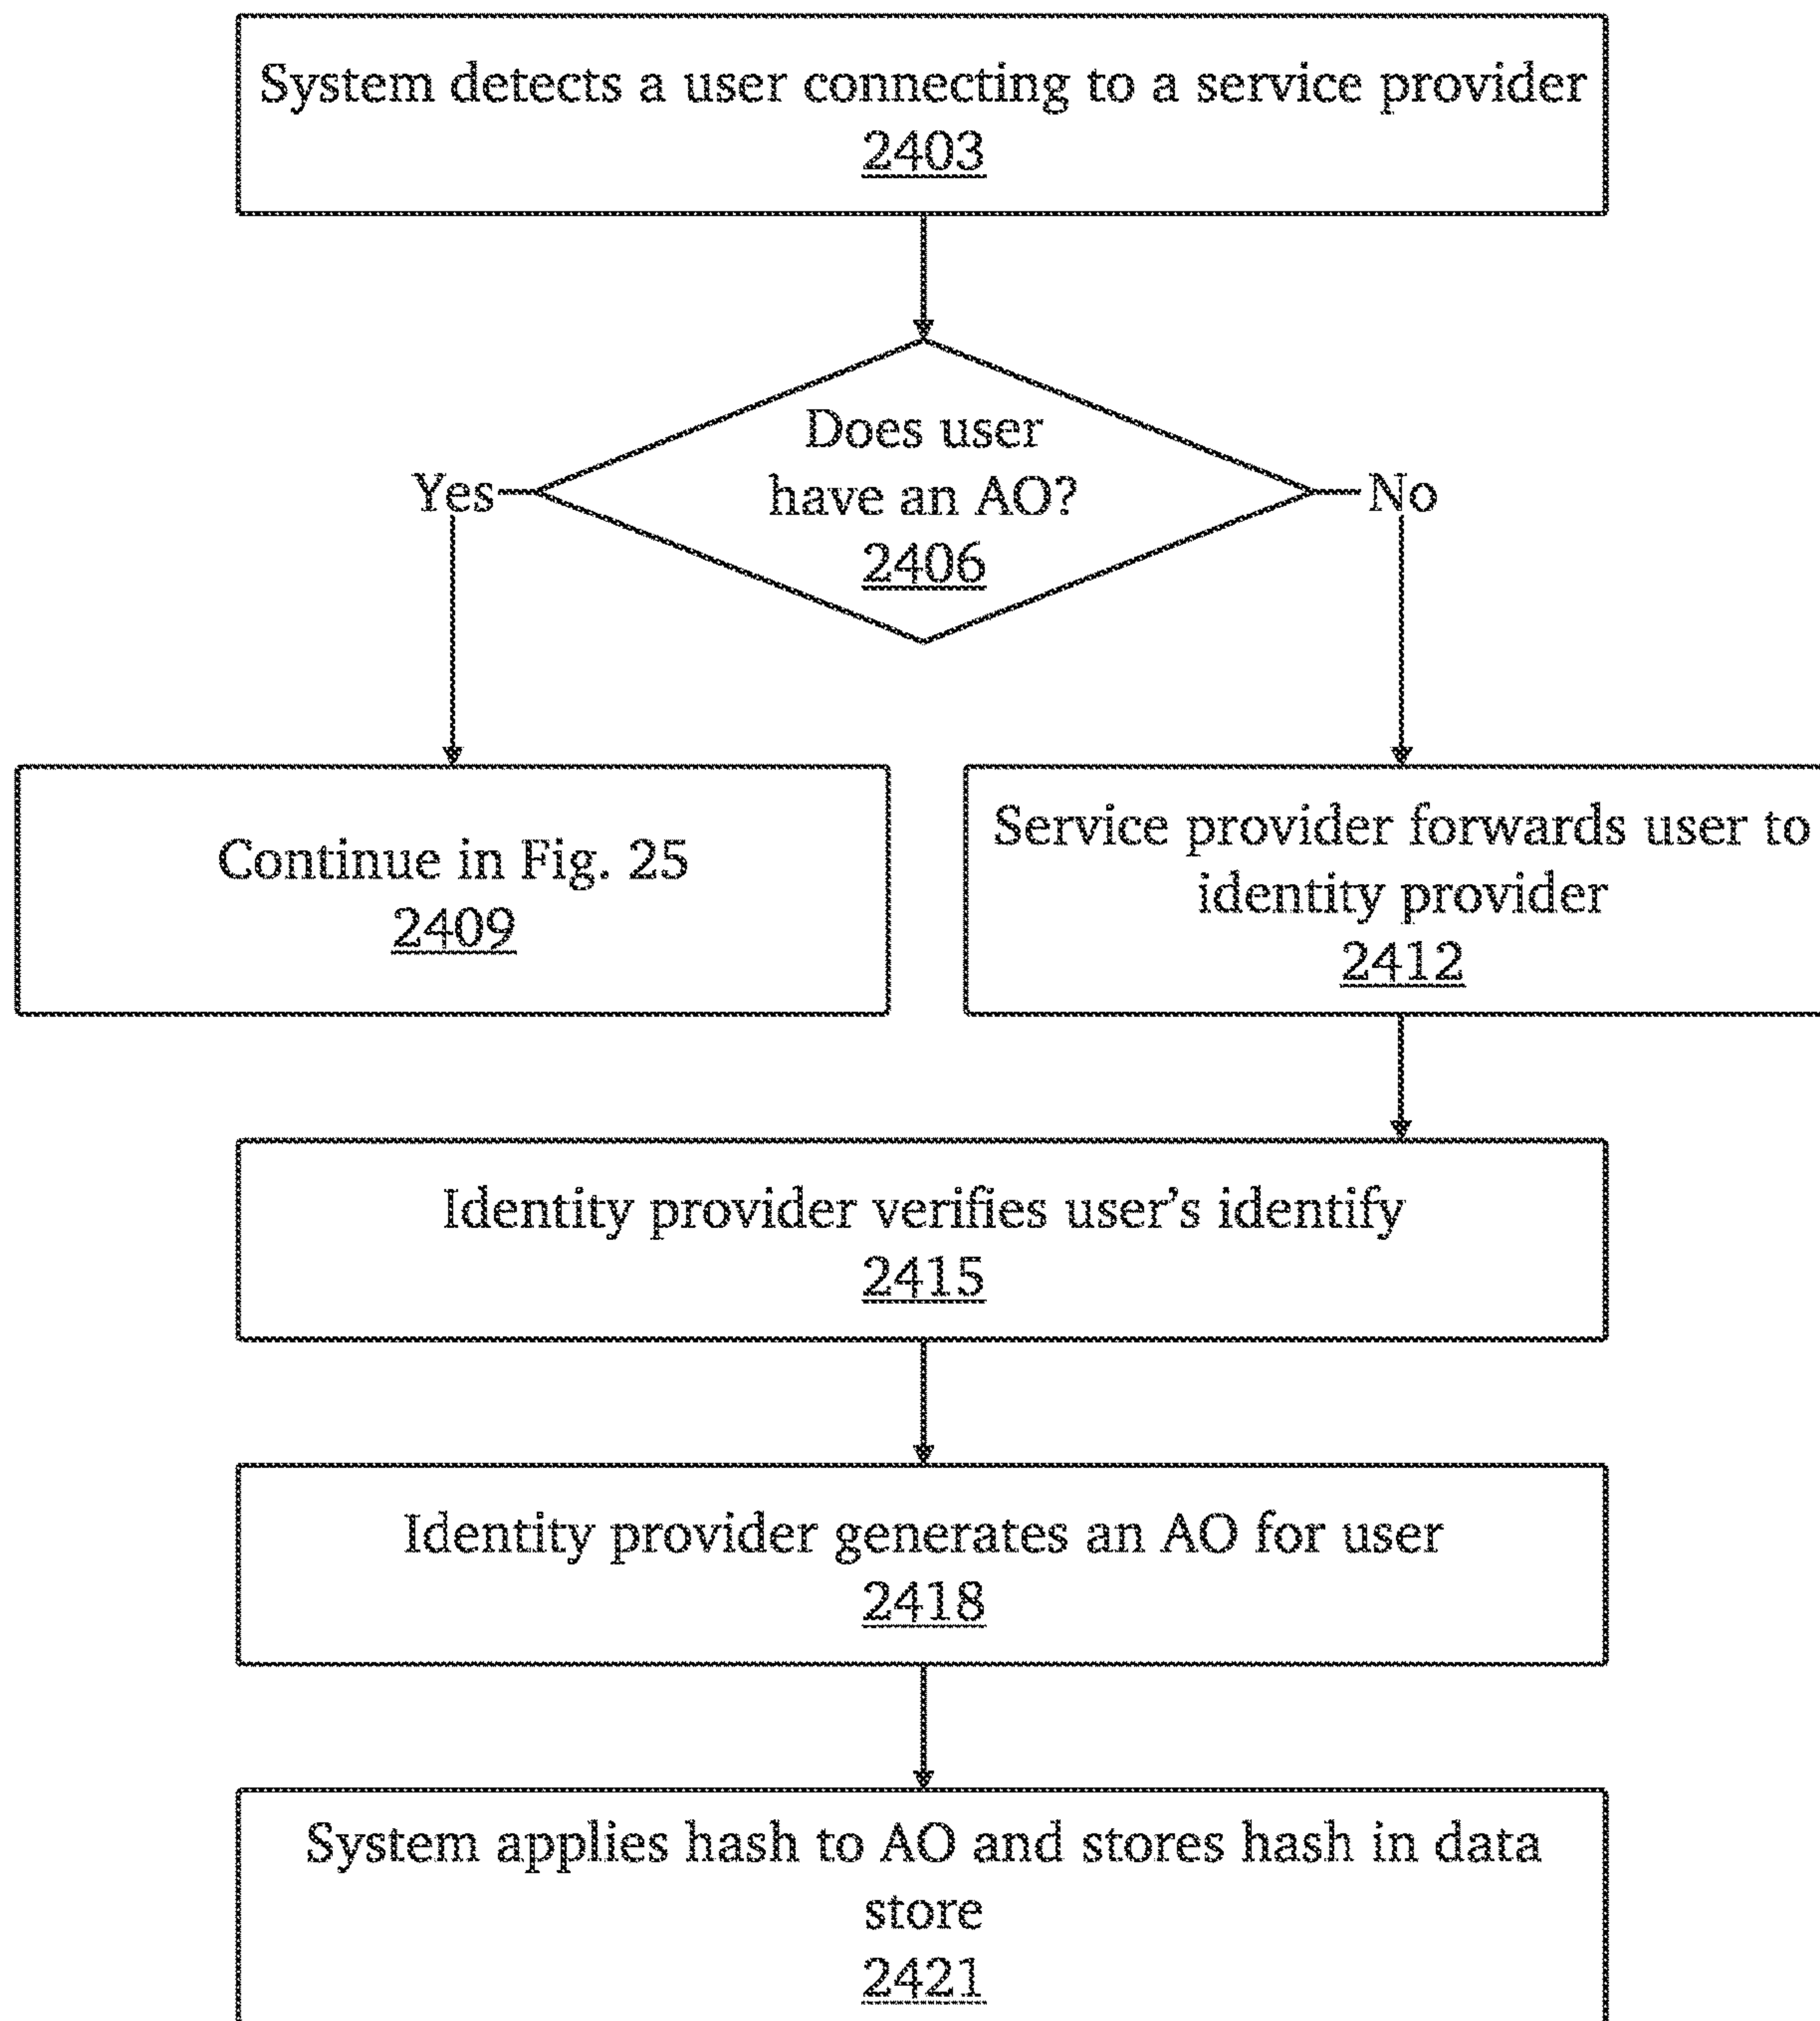 System detects a user connecting to a service provider
2403
Does user
have an AO?
2406
Yes
No
Continue in Fig. 25
2409
Service provider forwards user to
identity provider
2412
Identity provider verifies user’s identify
2415
Identity provider generates an AO for user
2418
System applies hash to AO and stores hash in data
store
2421